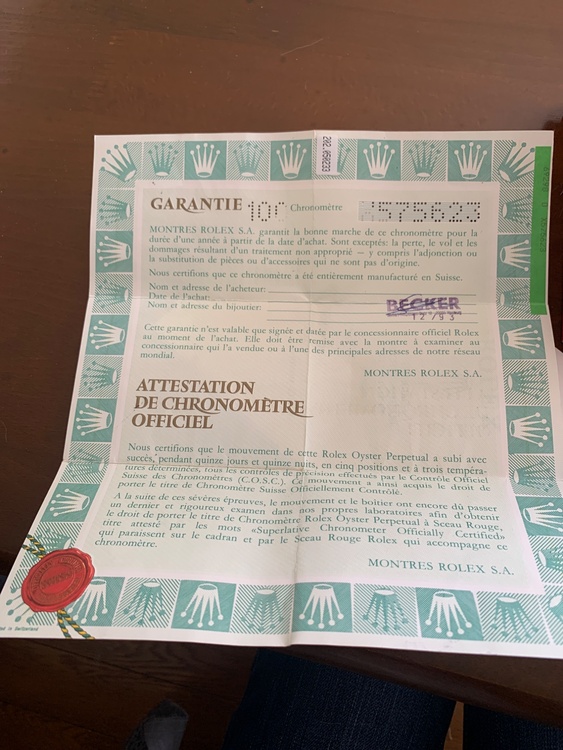 202.050233
GARANTIE 100 Chronomètre 575623
MONTRES ROLEX S.A. garantit la bonne marche de ce chronomètre pour la
durée d'une année à partir de la date d'achat. Sont exceptés: la perte, le vol et les
dommages résultant d'un traitement non approprié – y compris l'adjonction ou
la substitution de pièces ou d'accessoires qui ne sont pas d'origine.
Nous certifions que ce chronomètre a été entièrement manufacturé en Suisse.
Nom et adresse de l'acheteur:
Date de l'achat:
Nom et adresse du bijoutier:
BECKER
12/93
Cette garantie n'est valable que signée et datée par le concessionnaire officiel Rolex
au moment de l'achat. Elle doit être remise avec la montre à examiner au
concessionnaire qui l'a vendue ou à l'une des principales adresses de notre réseau
mondial.
MONTRES ROLEX S.A.
ATTESTATION
DE CHRONOMÈTRE
OFFICIEL
Nous certifions que le mouvement de cette Rolex Oyster Perpetual a subi avec
succès, pendant quinze jours et quinze nuits, en cinq positions et à trois tempéra-
tures déterminées, tous les contrôles de précision effectués par le Contrôle Officiel
Suisse des Chronomètres (C.O.S.C.). Ce mouvement a ainsi acquis le droit de
porter le titre de Chronomètre Suisse Officiellement Contrôlé.
A la suite de ces sévères épreuves, le mouvement et le boîtier ont encore dû passer
un dernier et rigoureux examen dans nos propres laboratoires afin d'obtenir
le droit de porter le titre de Chronomètre Rolex Oyster Perpetual à Sceau Rouge,
titre attesté par les mots «Superlative Chronometer Officially Certified»
qui paraissent sur le cadran et par le Sceau Rouge Rolex qui accompagne ce
chronomètre.
MONTRES ROLEX S.A.
in Switzerland